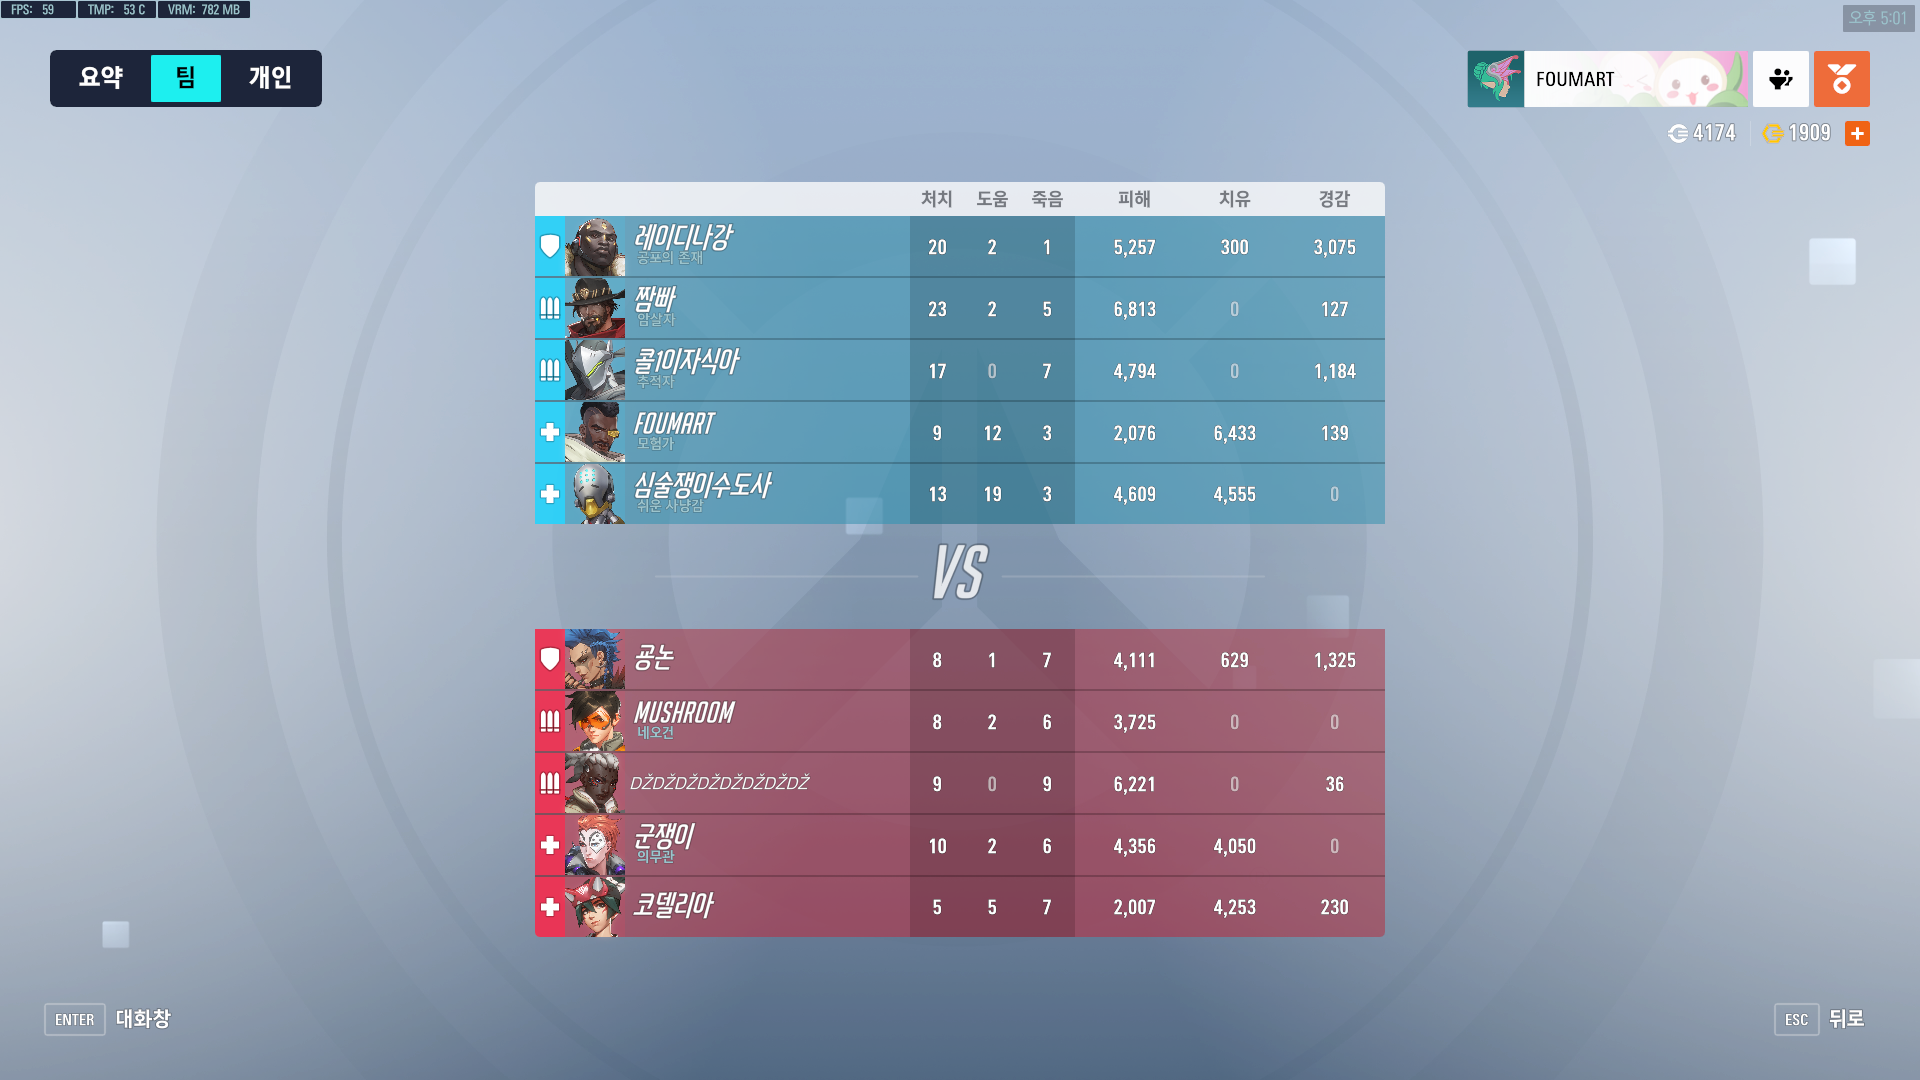 FPS: 59 TMP: 53 C VRM: 782 MB
오후 5:01
요약 팀 개인
FOUMART
4174 1909
처치 도움 죽음 피해 치유 경감
레이디나강
공포의 존재
20 2 1 5,257 300 3,075
짬빠
암살자
23 2 5 6,813 0 127
콜1이자식아
추적자
17 0 7 4,794 0 1,184
FOUMART
모험가
9 12 3 2,076 6,433 139
심술쟁이수도사
쉬운 사냥감
13 19 3 4,609 4,555 0
VS
굥논
8 1 7 4,111 629 1,325
MUSHROOM
네오건
8 2 6 3,725 0 0
DŽDŽDŽDŽDŽDŽDŽDŽ
9 0 9 6,221 0 36
군쟁이
의무관
10 2 6 4,356 4,050 0
코델리아
5 5 7 2,007 4,253 230
ENTER 대화창
ESC 뒤로